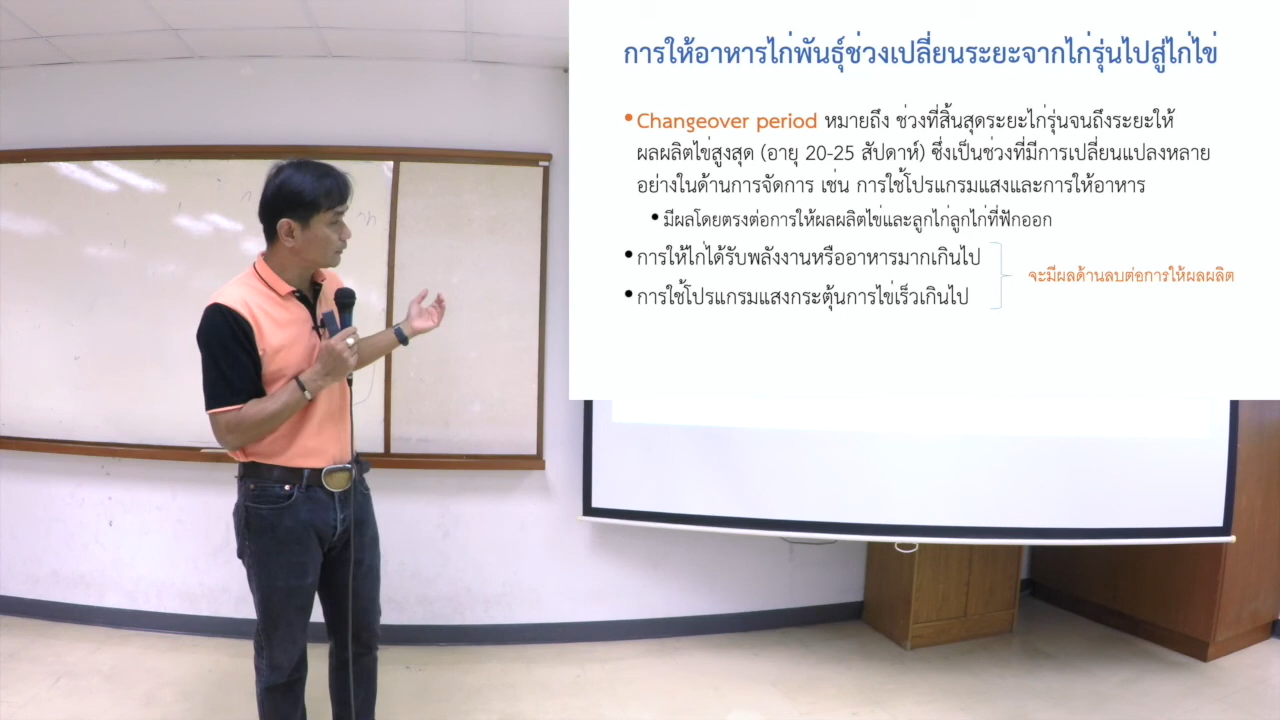 การให้อาหารไก่พันธุ์ช่วงเปลี่ยนระยะจากไก่รุ่นไปสู่ไก่ไข่
•Changeover period หมายถึง ช่วงที่สิ้นสุดระยะไก่รุ่นจนถึงระยะให้
ผลผลิตไข่สูงสุด (อายุ 20-25 สัปดาห์) ซึ่งเป็นช่วงที่มีการเปลี่ยนแปลงหลาย
อย่างในด้านการจัดการ เช่น การใช้โปรแกรมแสงและการให้อาหาร
•มีผลโดยตรงต่อการให้ผลผลิตไข่และลูกไก่ลูกไก่ที่ฟักออก
•การให้ไก่ได้รับพลังงานหรืออาหารมากเกินไป
จะมีผลด้านลบต่อการให้ผลผลิต
•การใช้โปรแกรมแสงกระตุ้นการไข่เร็วเกินไป